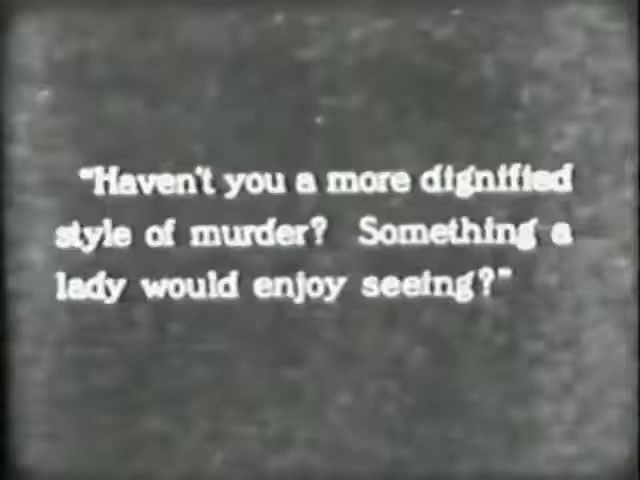 "Haven't you a more dignified
style of murder? Something a
lady would enjoy seeing?"